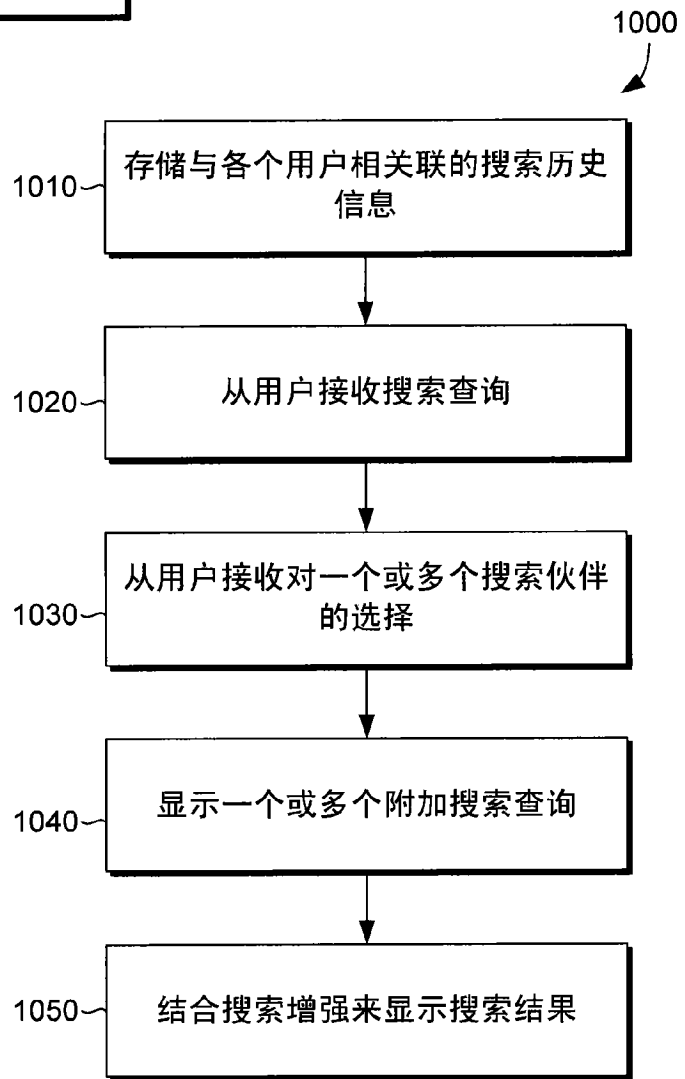 1000
1010
存储与各个用户相关联的搜索历史
信息
1020
从用户接收搜索查询
1030
从用户接收对一个或多个搜索伙伴
的选择
1040
显示一个或多个附加搜索查询
1050
结合搜索增强来显示搜索结果